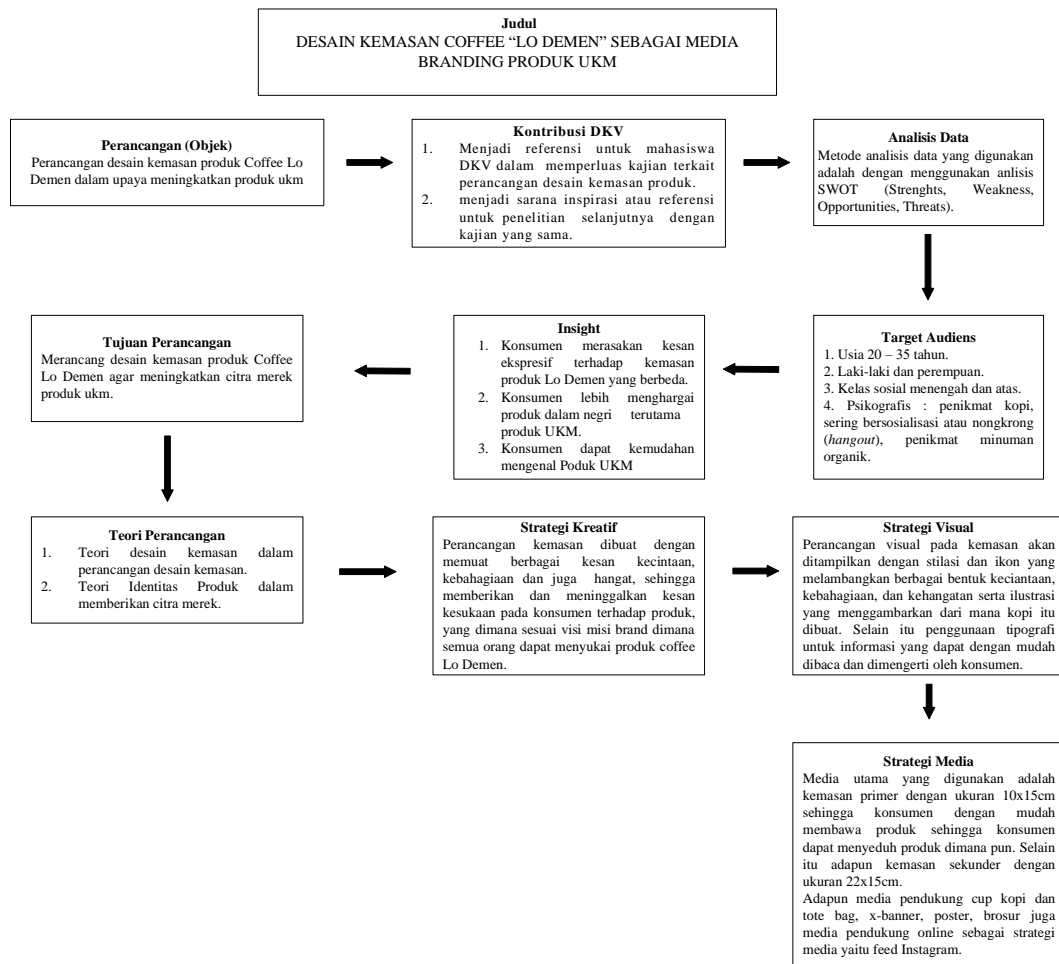 Judul
DESAIN KEMASAN COFFEE “LO DEMEN” SEBAGAI MEDIA
BRANDING PRODUK UKM
Perancangan (Objek)
Perancangan desain kemasan produk Coffee Lo
Demen dalam upaya meningkatkan produk ukm
Kontribusi DKV
1. Menjadi referensi untuk mahasiswa
DKV dalam memperluas kajian terkait
perancangan desain kemasan produk.
2. menjadi sarana inspirasi atau referensi
untuk penelitian selanjutnya dengan
kajian yang sama.
Analisis Data
Metode analisis data yang digunakan
adalah dengan menggunakan anlisis
SWOT (Strenghts, Weakness,
Opportunities, Threats).
Target Audiens
1. Usia 20 – 35 tahun.
2. Laki-laki dan perempuan.
3. Kelas sosial menengah dan atas.
4. Psikografis : penikmat kopi,
sering bersosialisasi atau nongkrong
(hangout), penikmat minuman
organik.
Insight
1. Konsumen merasakan kesan
ekspresif terhadap kemasan
produk Lo Demen yang berbeda.
2. Konsumen lebih menghargai
produk dalam negri terutama
produk UKM.
3. Konsumen dapat kemudahan
mengenal Poduk UKM
Tujuan Perancangan
Merancang desain kemasan produk Coffee
Lo Demen agar meningkatkan citra merek
produk ukm.
Teori Perancangan
1. Teori desain kemasan dalam
perancangan desain kemasan.
2. Teori Identitas Produk dalam
memberikan citra merek.
Strategi Kreatif
Perancangan kemasan dibuat dengan
memuat berbagai kesan kecintaan,
kebahagiaan dan juga hangat, sehingga
memberikan dan meninggalkan kesan
kesukaan pada konsumen terhadap produk,
yang dimana sesuai visi misi brand dimana
semua orang dapat menyukai produk coffee
Lo Demen.
Strategi Visual
Perancangan visual pada kemasan akan
ditampilkan dengan stilasi dan ikon yang
melambangkan berbagai bentuk keciantaan,
kebahagiaan, dan kehangatan serta ilustrasi
yang menggambarkan dari mana kopi itu
dibuat. Selain itu penggunaan tipografi
untuk informasi yang dapat dengan mudah
dibaca dan dimengerti oleh konsumen.
Strategi Media
Media utama yang digunakan adalah
kemasan primer dengan ukuran 10x15cm
sehingga konsumen dengan mudah
membawa produk sehingga konsumen
dapat menyeduh produk dimana pun. Selain
itu adapun kemasan sekunder dengan
ukuran 22x15cm.
Adapun media pendukung cup kopi dan
tote bag, x-banner, poster, brosur juga
media pendukung online sebagai strategi
media yaitu feed Instagram.